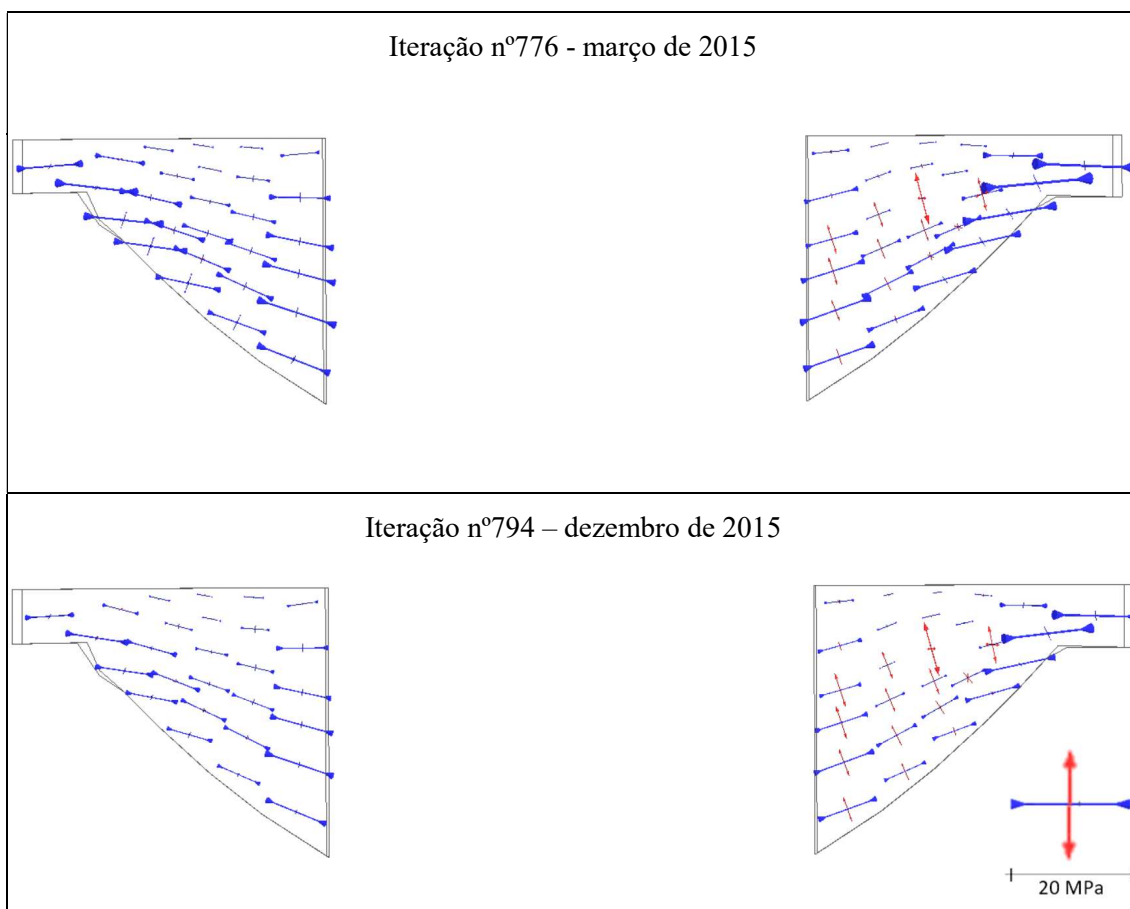 Iteração nº776 - março de 2015
Iteração nº794 – dezembro de 2015
20 MPa